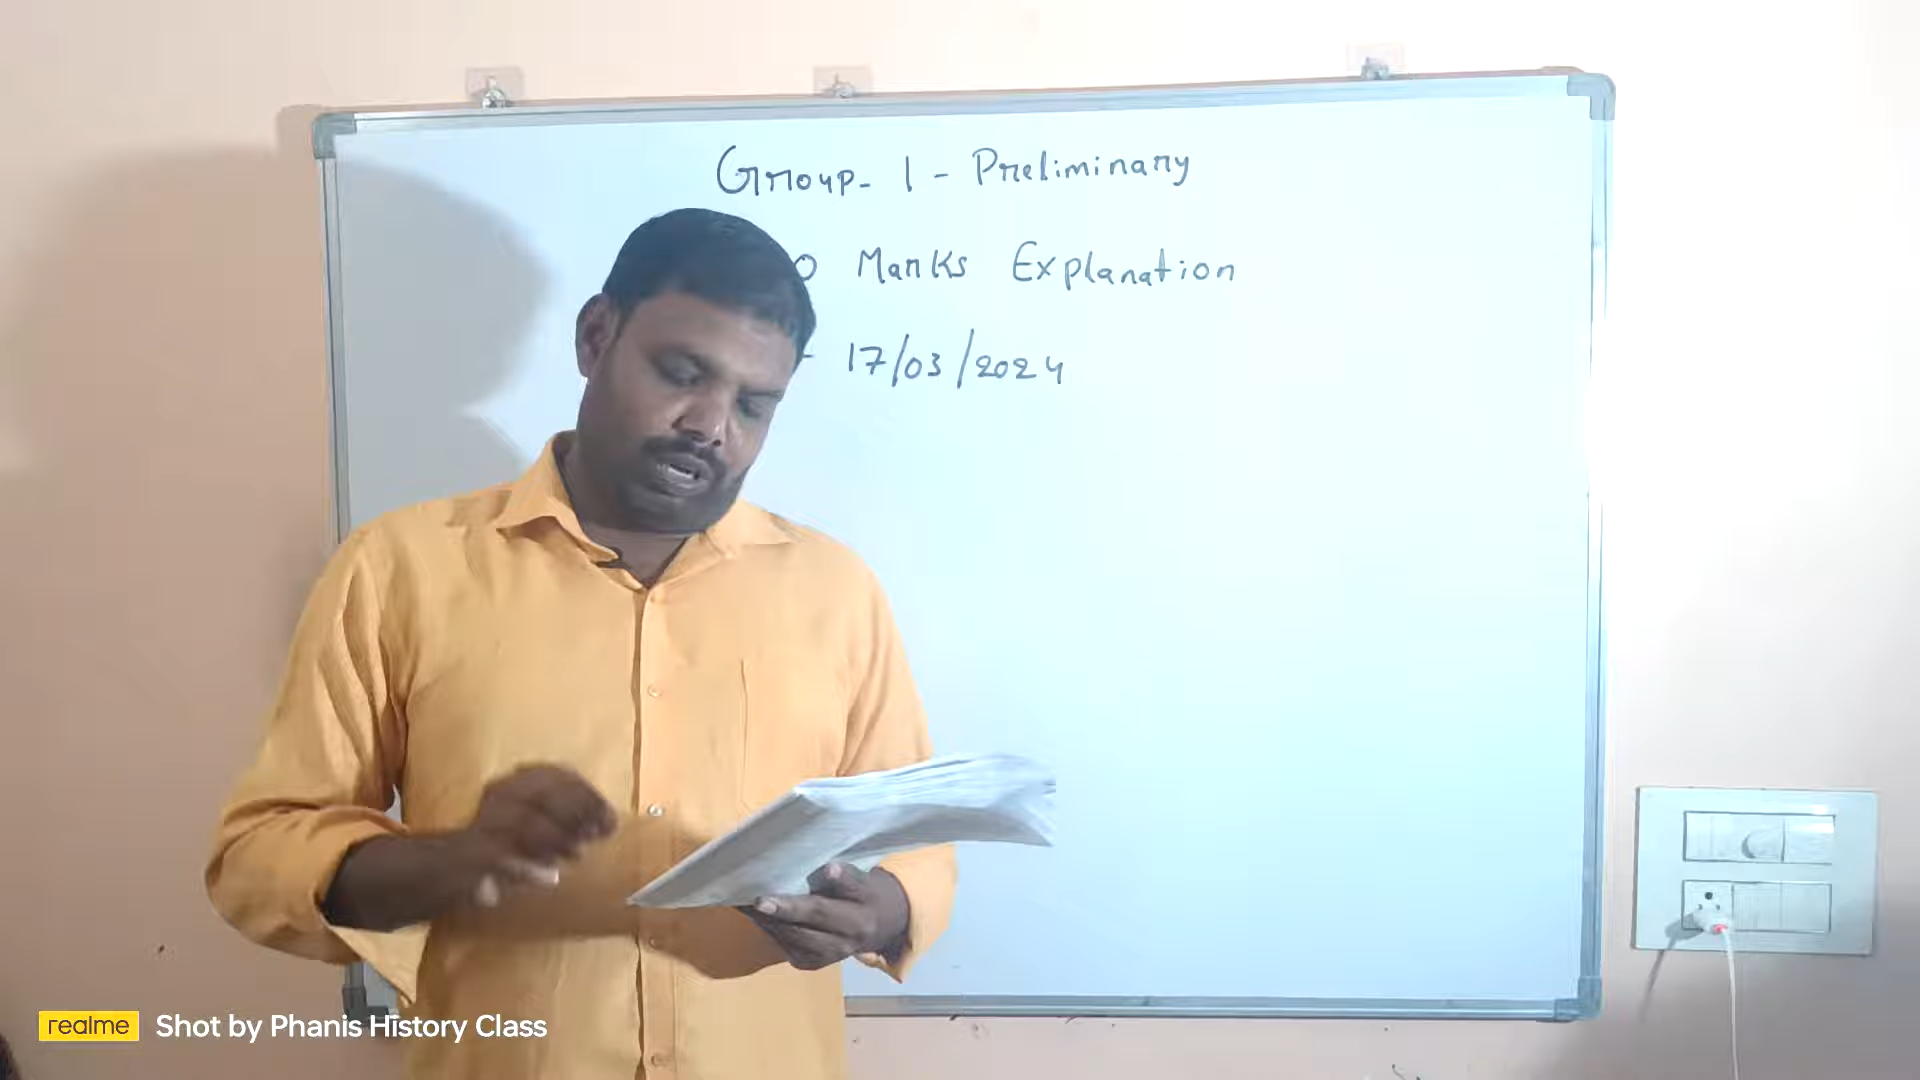 Group- 1 - Preliminary
Marks Explanation
- 17/03/2024
realme Shot by Phanis History Class